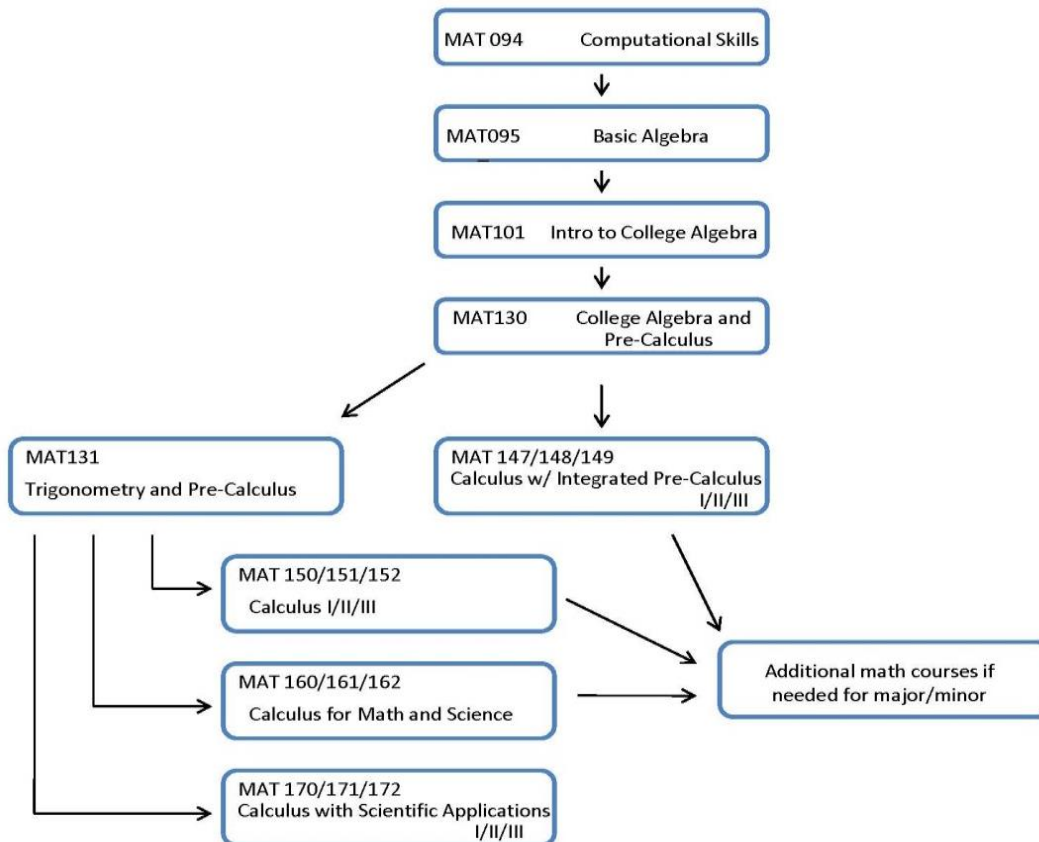 MAT 094 Computational Skills
MAT095 Basic Algebra
MAT101 Intro to College Algebra
MAT130 College Algebra and
Pre-Calculus
MAT131
Trigonometry and Pre-Calculus
MAT 147/148/149
Calculus w/ Integrated Pre-Calculus
I/II/III
MAT 150/151/152
Calculus I/II/III
MAT 160/161/162
Calculus for Math and Science
MAT 170/171/172
Calculus with Scientific Applications
I/II/III
Additional math courses if
needed for major/minor